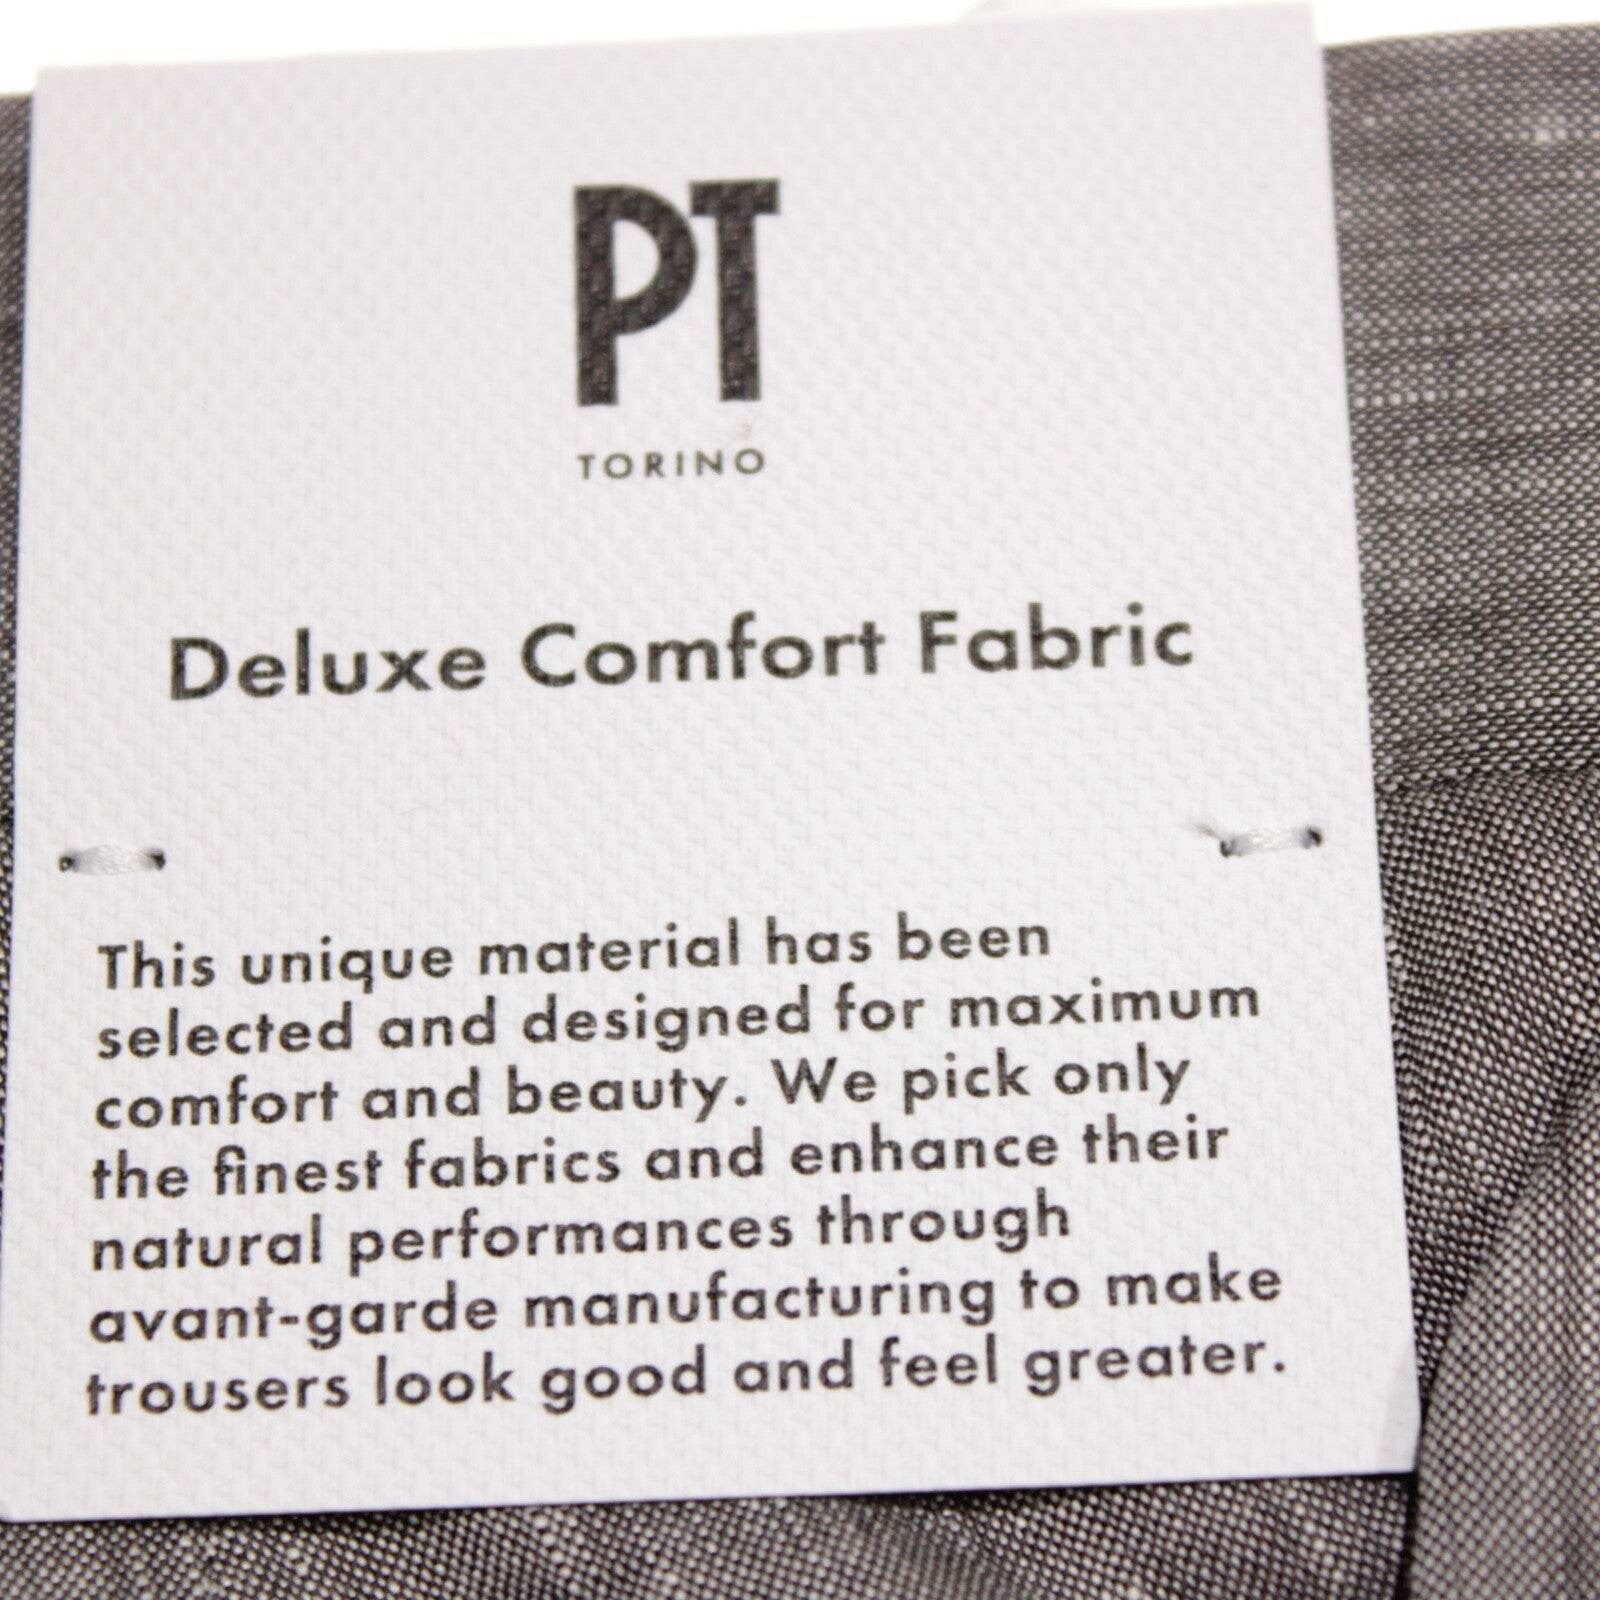 PT
TORINO
Deluxe Comfort Fabric
This unique material has been
selected and designed for maximum
comfort and beauty. We pick only
the finest fabrics and enhance their
natural performances through
avant-garde manufacturing to make
trousers look good and feel greater.